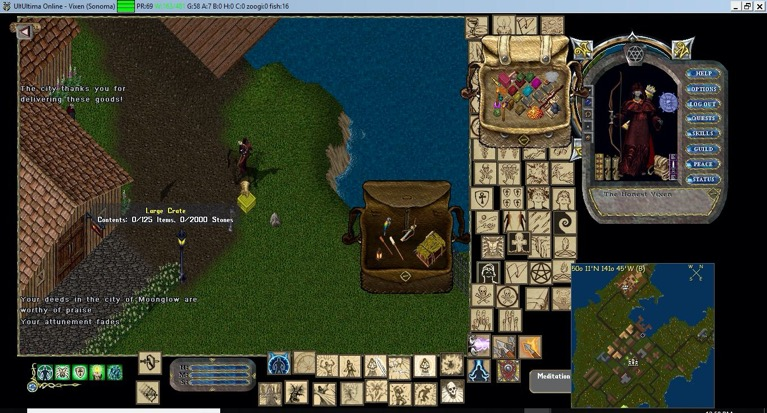 UltUltima Online - Vixen (Sonoma)
PR:69
G:58 A:7 B:0 H:0 C:0 zoogi:0 fish:16
The city thanks you for
delivering these goods!
HELP
OPTIONS
LOG OUT
QUESTS
SKILLS
GUILD
PEACE
STATUS
The Honest Vixen
Large Crate
Contents: 0/125 Items, 0/2000 Stones
11'N 141o 45'W (B)
Your deeds in the city of Moonglow are
worthy of praise
Your attunement fades.
Meditation